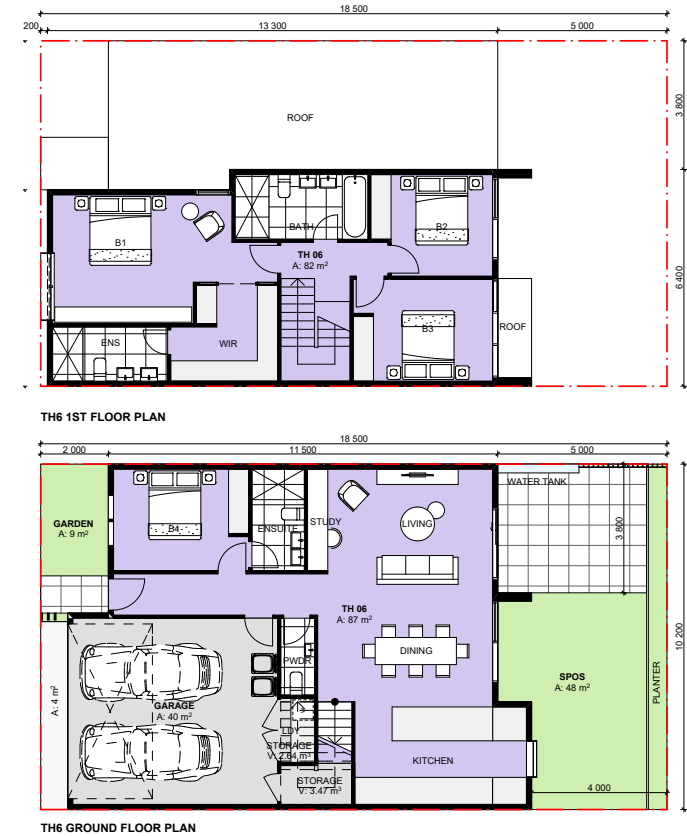 18 500
200
13 300
5 000
3 800
ROOF
BATH
B2
B1
TH 06
A: 82 m²
6 400
ROOF
B3
ENS
WIR
TH6 1ST FLOOR PLAN
18 500
2 000
11 500
5 000
WATER TANK
GARDEN
A: 9 m²
B4
ENSUITE
STUDY
LIVING
3 800
TH 06
A: 87 m²
10 200
DINING
PWDR
SPOS
A: 48 m²
PLANTER
A: 4 m²
GARAGE
A: 40 m²
LDY
STORAGE
V: 2.64 m³
KITCHEN
STORAGE
V: 3.47 m³
4 000
TH6 GROUND FLOOR PLAN